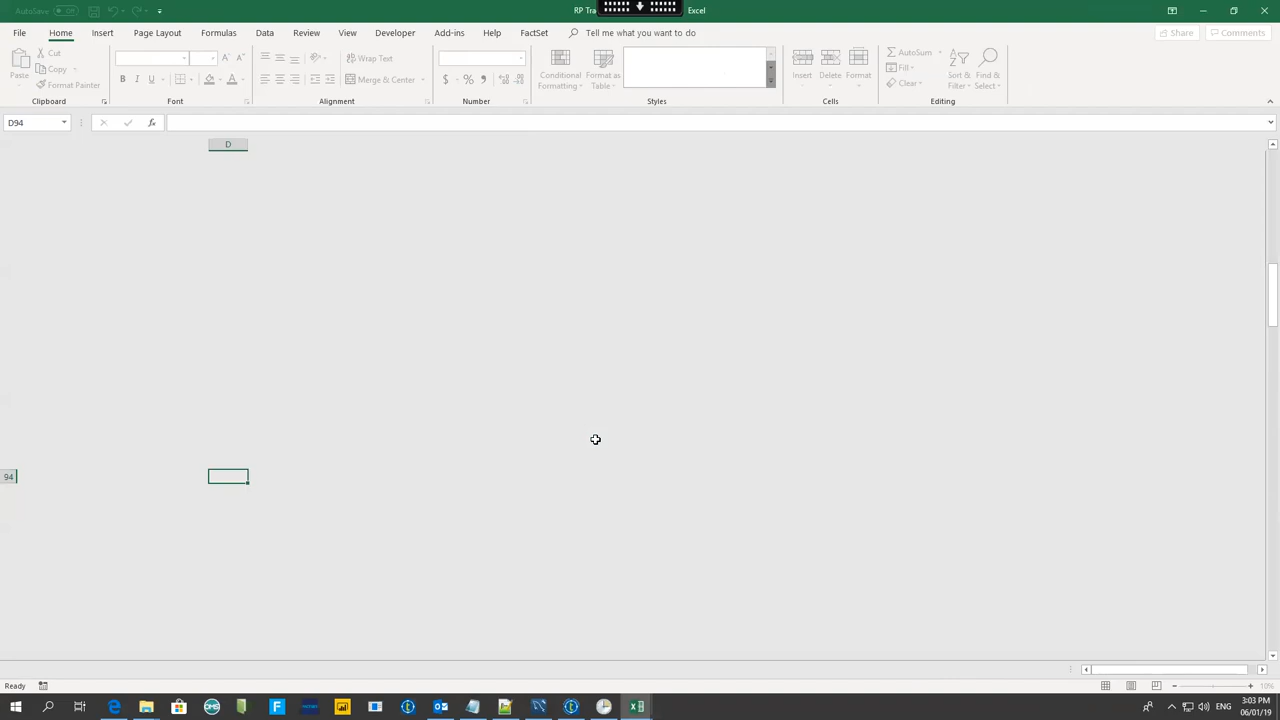 AutoSave Off
RP Tra
Excel
File Home Insert Page Layout Formulas Data Review View Developer Add-ins Help FactSet Tell me what you want to do Share Comments
Paste
Cut
Copy
Format Painter
Clipboard
B I U
Font
Wrap Text
Merge & Center
Alignment
$ % ,
Number
Conditional
Formatting
Format as
Table
Styles
Insert
Delete
Format
Cells
AutoSum
Fill
Clear
Sort &
Filter
Find &
Select
Editing
D94
fx
D
94
Ready
10%
ENG
3:03 PM
06/01/19